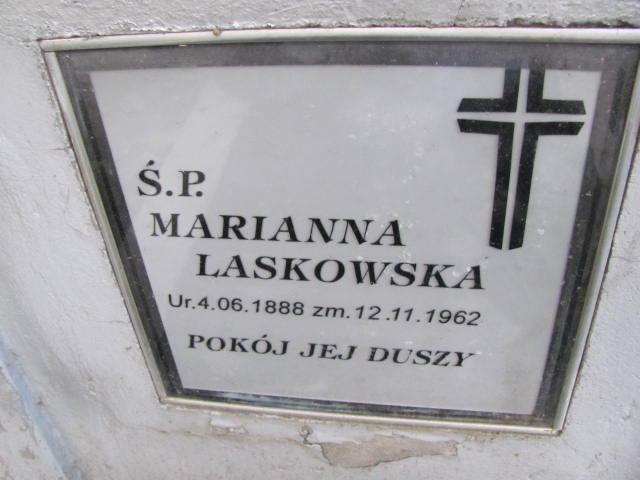 Ś.P.
MARIANNA
LASKOWSKA
Ur.4.06.1888 zm.12.11.1962
POKÓJ JEJ DUSZY